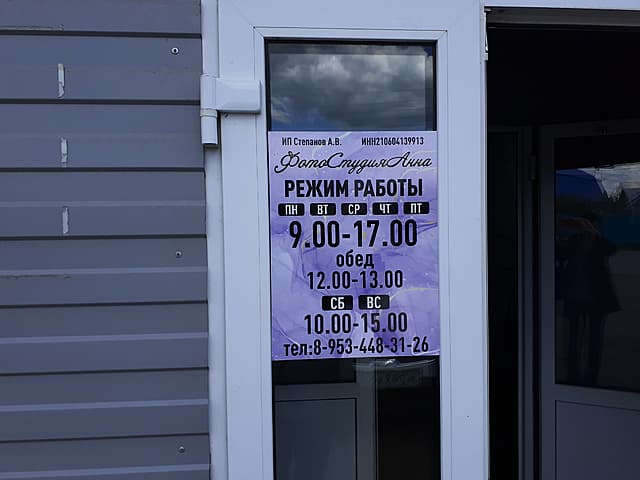 ИП Степанов А.В. ИНН210604139913
ФотоСтудияАнна
РЕЖИМ РАБОТЫ
ПН ВТ СР ЧТ ПТ
9.00-17.00
обед
12.00-13.00
СБ ВС
10.00-15.00
тел:8-953-448-31-26